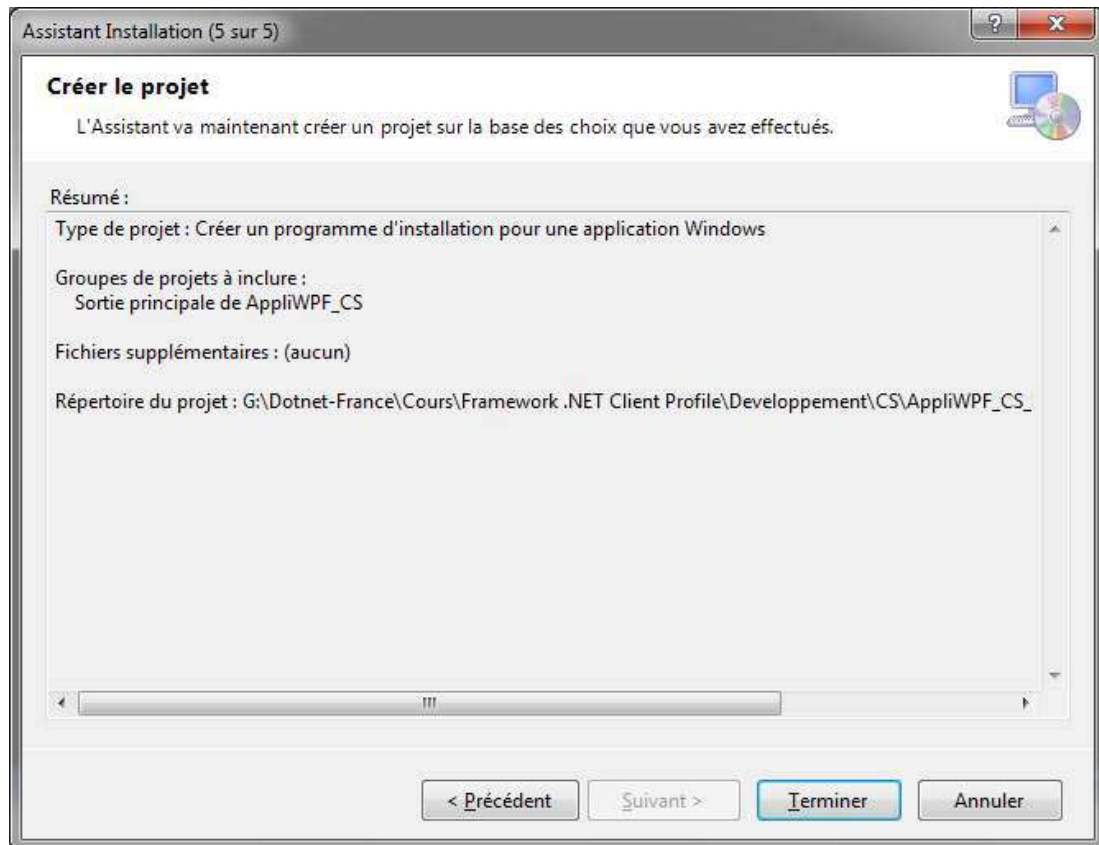 Assistant Installation (5 sur 5)
Créer le projet
L'Assistant va maintenant créer un projet sur la base des choix que vous avez effectués.
Résumé :
Type de projet : Créer un programme d'installation pour une application Windows
Groupes de projets à inclure :
Sortie principale de AppliWPF_CS
Fichiers supplémentaires : (aucun)
Répertoire du projet : G:\Dotnet-France\Cours\Framework .NET Client Profile\Developpement\CS\AppliWPF_CS_
< Précédent Suivant > Terminer Annuler